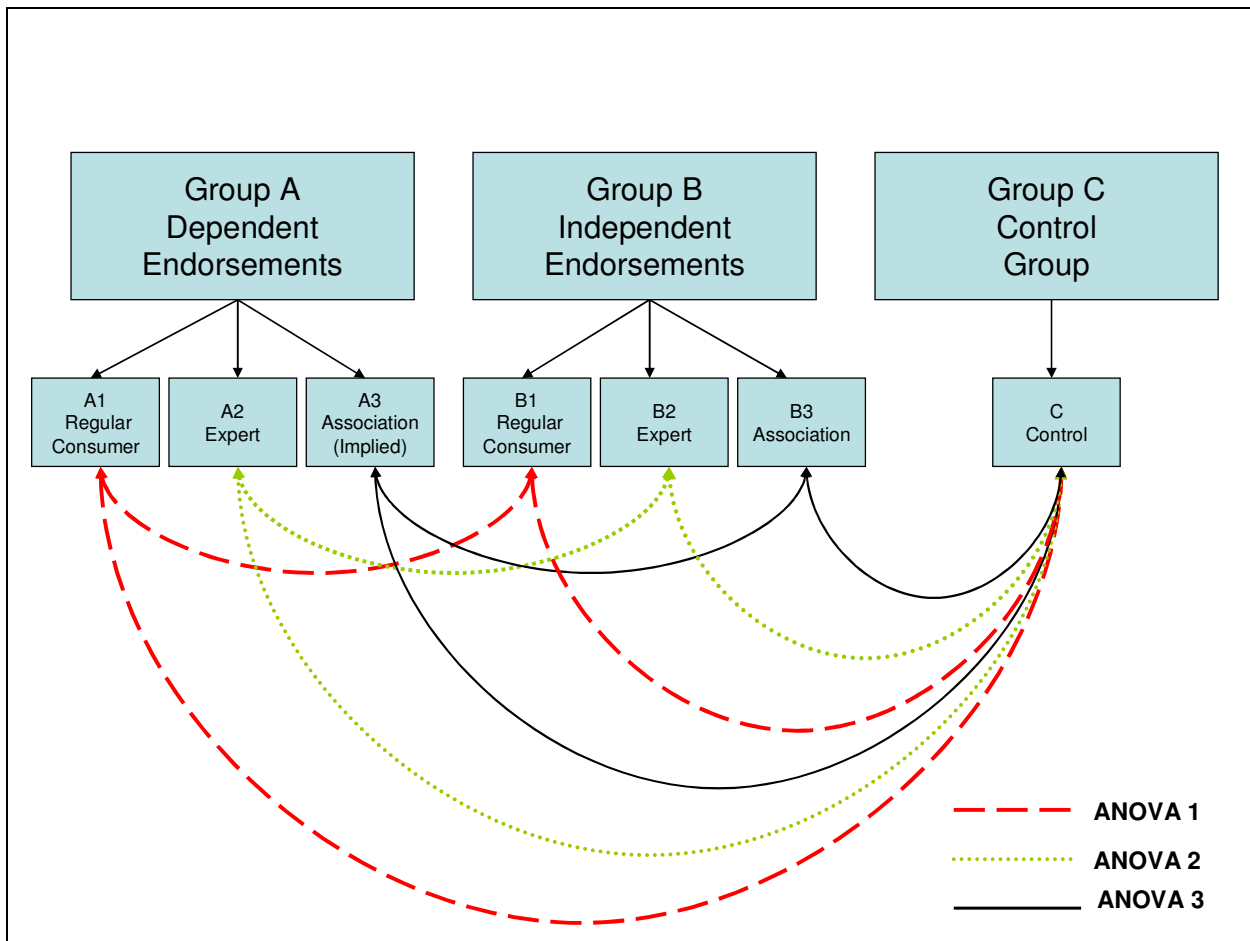 Group A
Dependent
Endorsements
Group B
Independent
Endorsements
Group C
Control
Group
A1
Regular
Consumer
A2
Expert
A3
Association
(Implied)
B1
Regular
Consumer
B2
Expert
B3
Association
C
Control
ANOVA 1
ANOVA 2
ANOVA 3